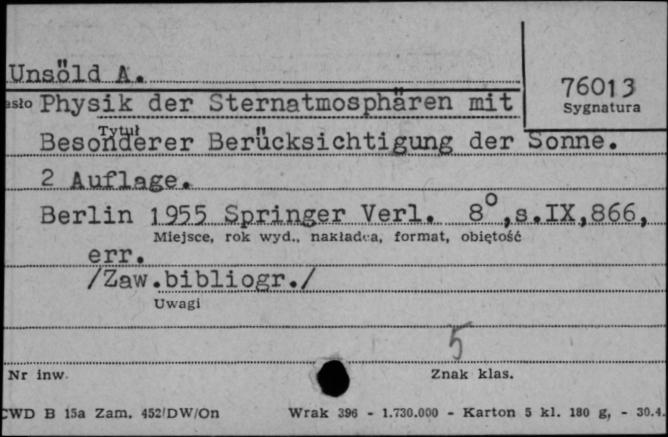 Unsöld A.
76013
Sygnatura
asło Physik der Sternatmosphären mit
Tytuł
Besonderer Berücksichtigung der Sonne.
2 Auflage.
Berlin 1955 Springer Verl. 8°,s.IX,866,
Miejsce, rok wyd., nakładca, format, objętość
err.
/Zaw.bibliogr./
Uwagi
5
Nr inw.
Znak klas.
CWD B 15a Zam. 452/DW/On Wrak 396 - 1.730.000 - Karton 5 kl. 180 g, - 30.4.